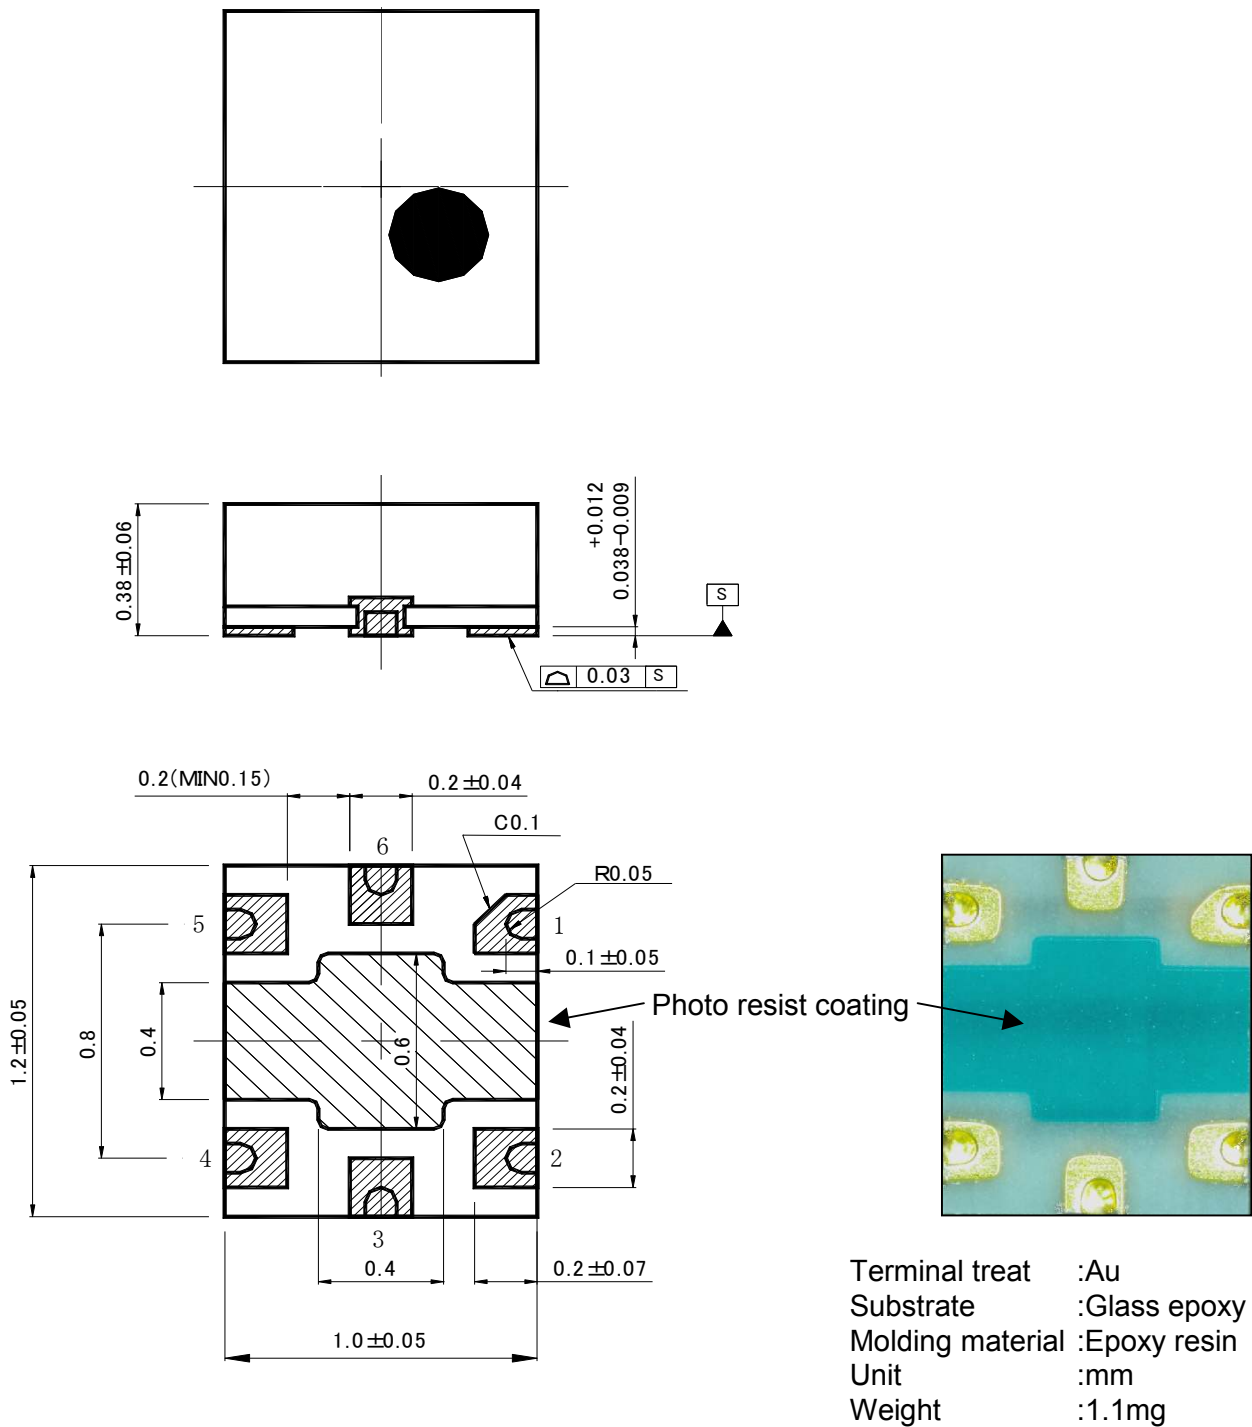 0.38±0.06
+0.012
0.038-0.009
S
0.03 S
0.2(MIN0.15)
0.2±0.04
C0.1
6
R0.05
5
1
0.1±0.05
Photo resist coating
1.2±0.05
0.8
0.4
0.6
0.2±0.04
4
2
3
0.4
0.2±0.07
1.0±0.05
Terminal treat :Au
Substrate :Glass epoxy
Molding material :Epoxy resin
Unit :mm
Weight :1.1mg